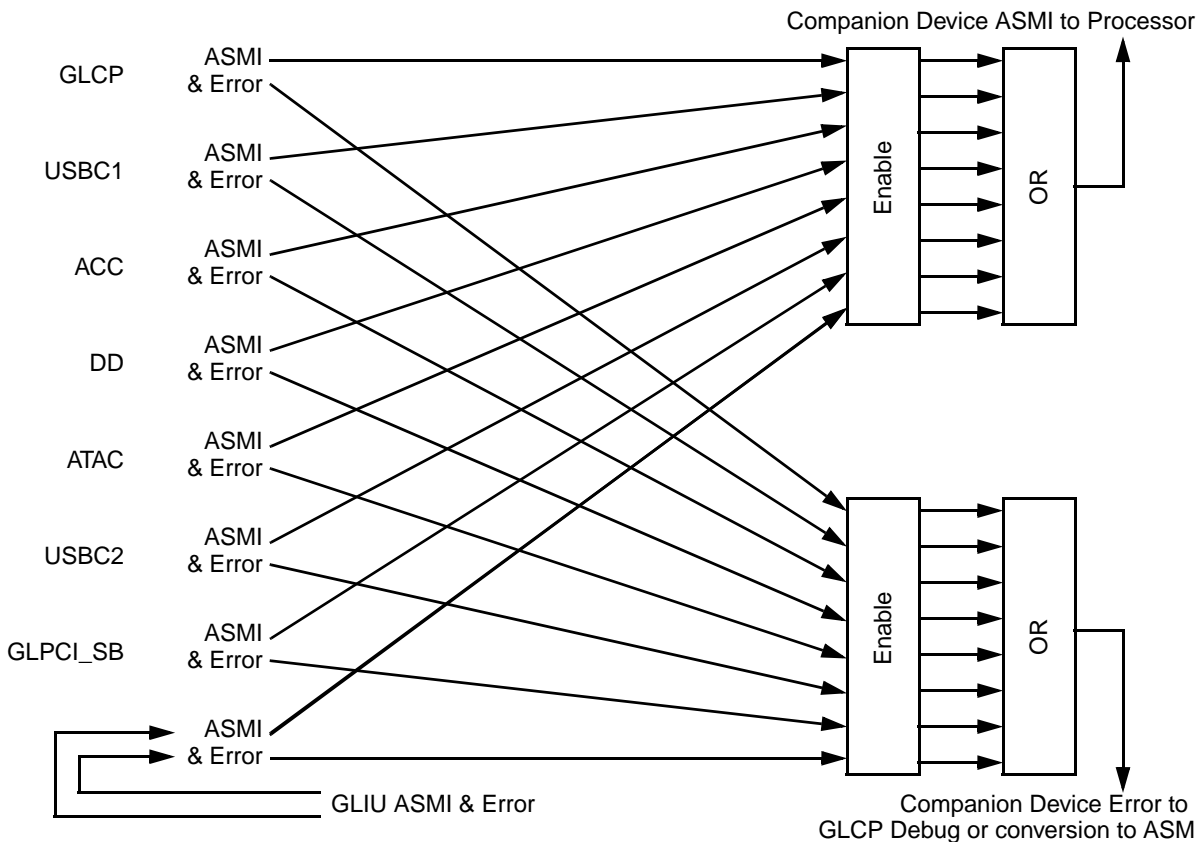 Companion Device ASMI to Processor
GLCP
ASMI
& Error
USBC1
ASMI
& Error
ACC
ASMI
& Error
DD
ASMI
& Error
ATAC
ASMI
& Error
USBC2
ASMI
& Error
GLPCI_SB
ASMI
& Error
ASMI
& Error
GLIU ASMI & Error
Enable
OR
Enable
OR
Companion Device Error to
GLCP Debug or conversion to ASM